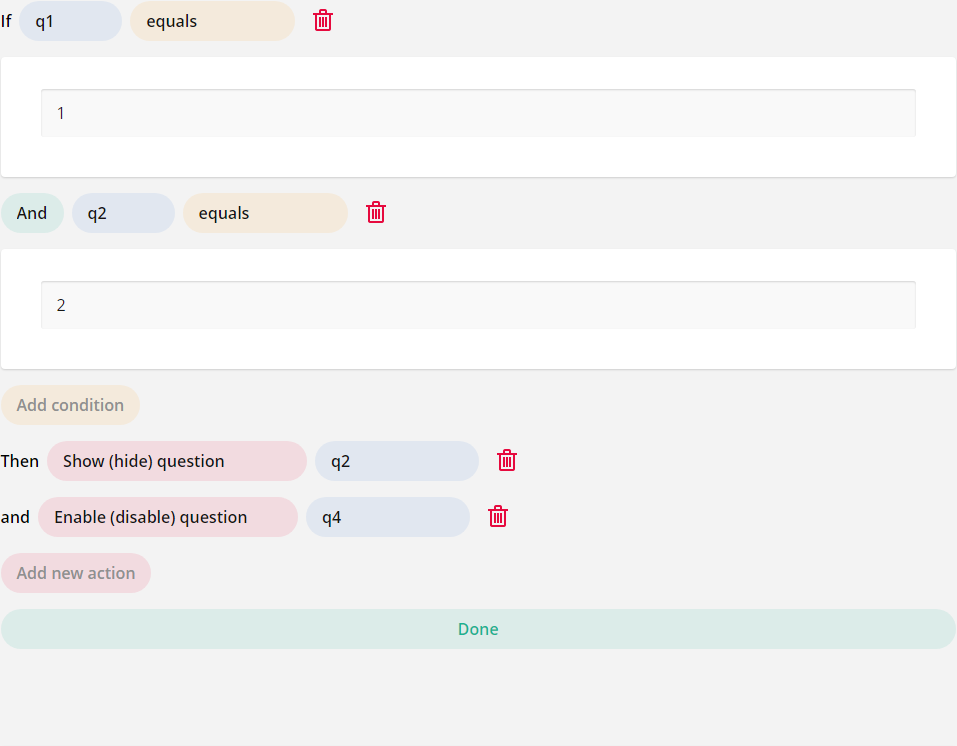 If q1 equals
1
And q2 equals
2
Add condition
Then Show (hide) question q2
and Enable (disable) question q4
Add new action
Done